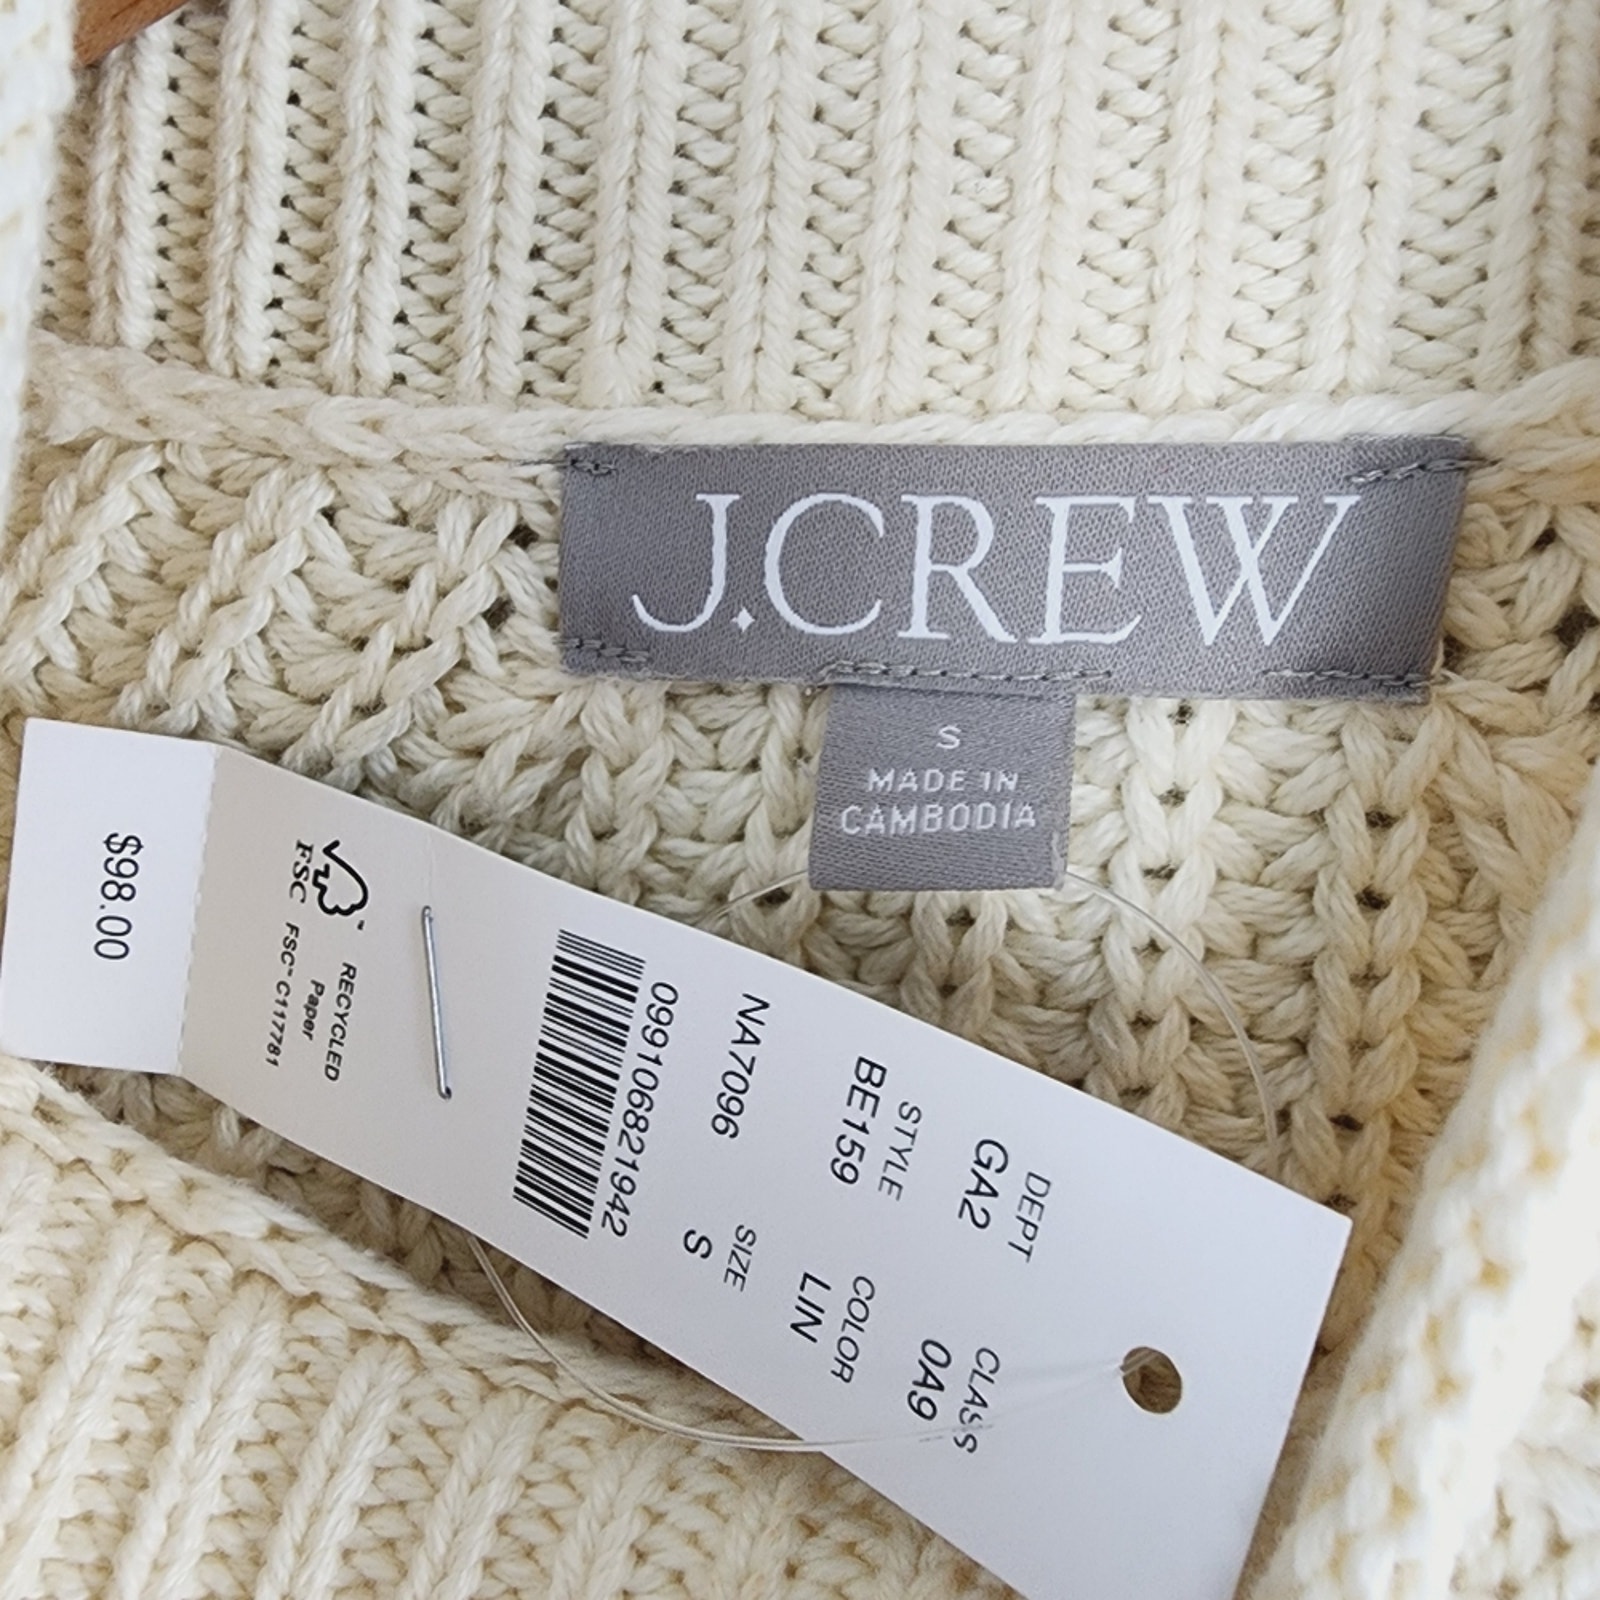 J.CREW
S
MADE IN
CAMBODIA
DEPT CLASS
GA2 0A9
STYLE COLOR
BE159 LIN
SIZE
NA7096 S
099106821942
FSC
RECYCLED
Paper
FSC® C117781
$98.00